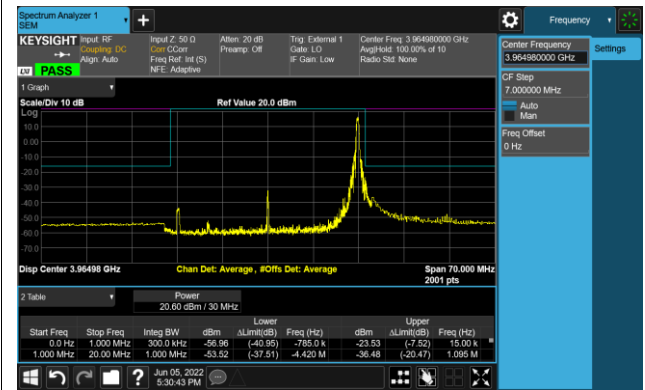 Spectrum Analyzer 1
SEM
Frequency
KEYSIGHT
Input: RF
Coupling: DC
Align: Auto
Input Z: 50 Ω
Corr CCorr
Freq Ref: Int (S)
NFE: Adaptive
Atten: 20 dB
Preamp: Off
Trig: External 1
Gate: LO
IF Gain: Low
Center Freq: 3.964980000 GHz
Avg|Hold: 100.00% of 10
Radio Std: None
LXI PASS
Center Frequency
3.964980000 GHz
Settings
CF Step
7.000000 MHz
Auto
Man
Freq Offset
0 Hz
1 Graph
Scale/Div 10 dB
Ref Value 20.0 dBm
Log
10.0
0.00
-10.0
-20.0
-30.0
-40.0
-50.0
-60.0
-70.0
Disp Center 3.96498 GHz
Chan Det: Average, #Offs Det: Average
Span 70.000 MHz
2001 pts
2 Table
Power
20.60 dBm / 30 MHz
Lower Upper
Start Freq Stop Freq Integ BW dBm ΔLimit(dB) Freq (Hz) dBm ΔLimit(dB) Freq (Hz)
0.0 Hz 1.000 MHz 300.0 kHz -56.96 (-40.95) -785.0 k -23.53 (-7.52) 15.00 k
1.000 MHz 20.00 MHz 1.000 MHz -53.52 (-37.51) -4.420 M -36.48 (-20.47) 1.095 M
Jun 05, 2022
5:30:43 PM